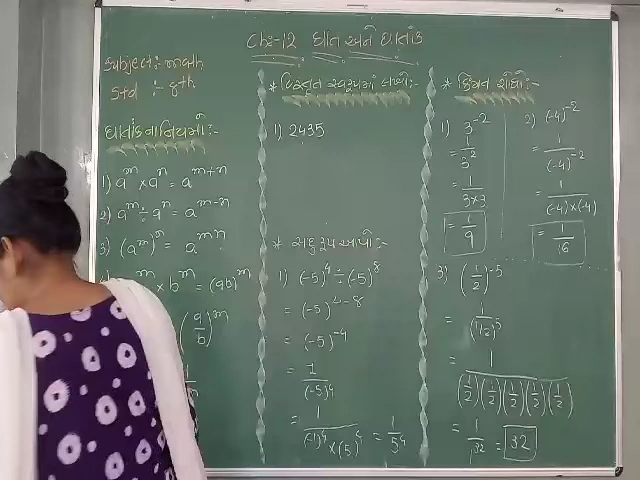 Ch:-12 ઘાત અને ઘાતાંક
Subject:- math
Std :- 8th
ઘાતાંકના નિયમો:-
1) a^m × a^n = a^(m+n)
2) a^m ÷ a^n = a^(m-n)
3) (a^m)^n = a^(mn)
× b^m = (ab)^m
(a/b)^m
* વિસ્તૃત સ્વરૂપમાં લખો:-
1) 2435
* સાદુ રૂપ આપો:-
1) (-5)^4 ÷ (-5)^8
= (-5)^(4-8)
= (-5)^-4
= 1/(-5)^4
= 1/((-1)^4 × (5)^4) = 1/5^4
* કિંમત શોધો:-
1) 3^-2
= 1/3^2
= 1/(3×3)
= 1/9
2) (-4)^-2
= 1/(-4)^-2
= 1/((-4)×(-4))
= 1/16
3) (1/2)^-5
= 1/(1/2)^5
= 1/((1/2)(1/2)(1/2)(1/2)(1/2))
= 32